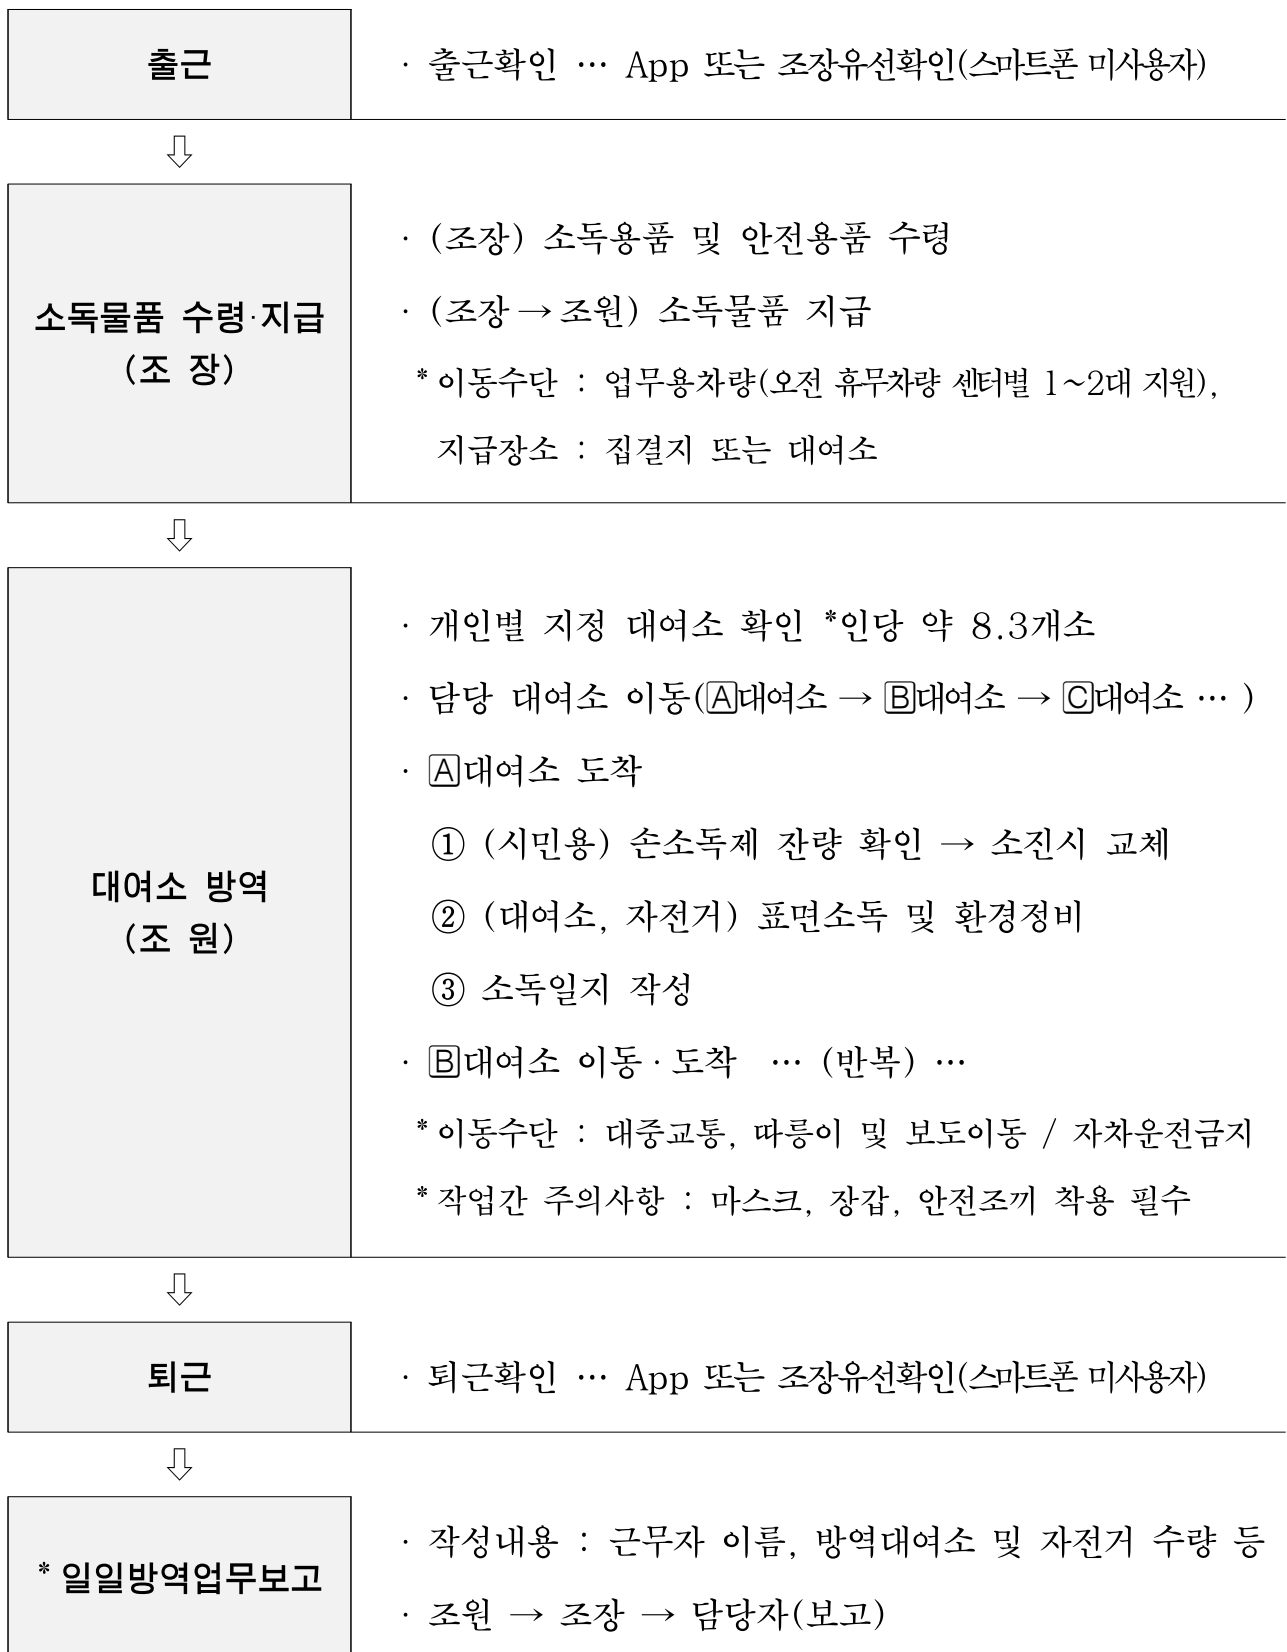 출근
· 출근확인 … App 또는 조장유선확인(스마트폰 미사용자)
⇩
소독물품 수령·지급
(조 장)
· (조장) 소독용품 및 안전용품 수령
· (조장→조원) 소독물품 지급
* 이동수단 : 업무용차량(오전 휴무차량 센터별 1~2대 지원),
지급장소 : 집결지 또는 대여소
⇩
대여소 방역
(조 원)
· 개인별 지정 대여소 확인 *인당 약 8.3개소
· 담당 대여소 이동(🄰대여소 → 🄱대여소 → 🄲대여소 … )
· 🄰대여소 도착
① (시민용) 손소독제 잔량 확인 → 소진시 교체
② (대여소, 자전거) 표면소독 및 환경정비
③ 소독일지 작성
· 🄱대여소 이동·도착 … (반복) …
* 이동수단 : 대중교통, 따릉이 및 보도이동 / 자차운전금지
* 작업간 주의사항 : 마스크, 장갑, 안전조끼 착용 필수
⇩
퇴근
· 퇴근확인 … App 또는 조장유선확인(스마트폰 미사용자)
⇩
* 일일방역업무보고
· 작성내용 : 근무자 이름, 방역대여소 및 자전거 수량 등
· 조원 → 조장 → 담당자(보고)